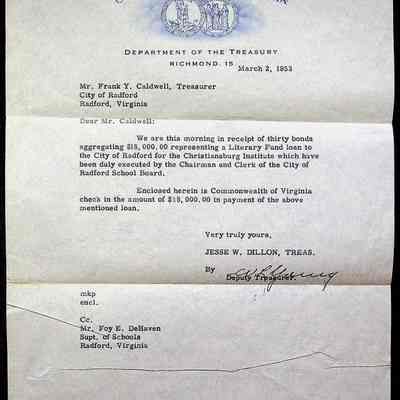 DEPARTMENT OF THE TREASURY
RICHMOND, 15
March 2, 1953
Mr. Frank Y. Caldwell, Treasurer
City of Radford
Radford, Virginia
Dear Mr. Caldwell:
We are this morning in receipt of thirty bonds
aggregating $15,000.00 representing a Literary Fund loan to
the City of Radford for the Christiansburg Institute which have
been duly executed by the Chairman and Clerk of the City of
Radford School Board.
Enclosed herein is Commonwealth of Virginia
check in the amount of $15,000.00 in payment of the above
mentioned loan.
Very truly yours,
JESSE W. DILLON, TREAS.
By
Deputy Treasurer
mkp
encl.
Cc.
Mr. Foy E. DeHaven
Supt. of Schools
Radford, Virginia